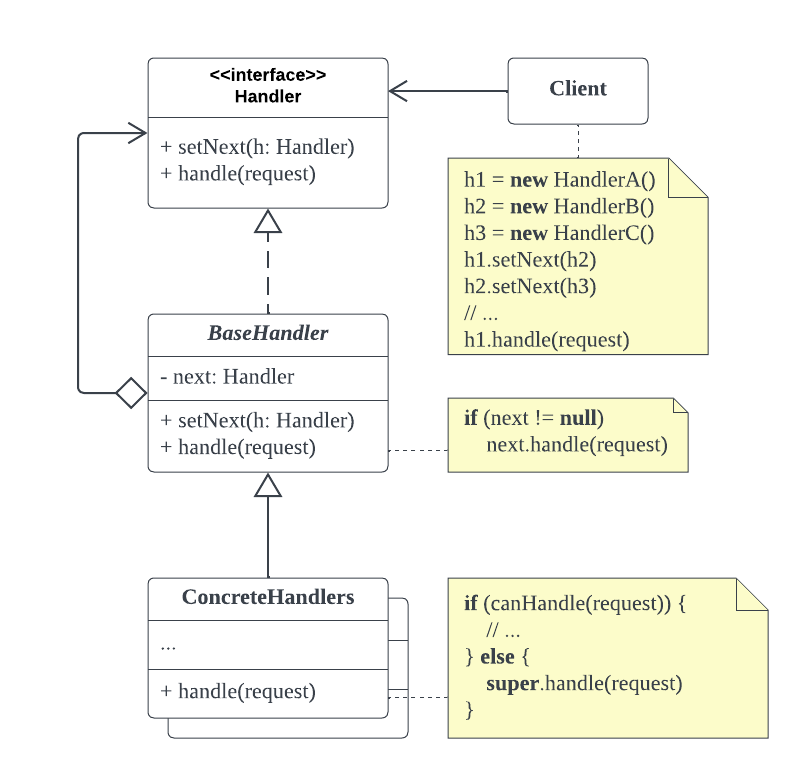 <<interface>>
Handler
+ setNext(h: Handler)
+ handle(request)
Client
h1 = new HandlerA()
h2 = new HandlerB()
h3 = new HandlerC()
h1.setNext(h2)
h2.setNext(h3)
// ...
h1.handle(request)
BaseHandler
- next: Handler
+ setNext(h: Handler)
+ handle(request)
if (next != null)
next.handle(request)
ConcreteHandlers
...
+ handle(request)
if (canHandle(request)) {
// ...
} else {
super.handle(request)
}